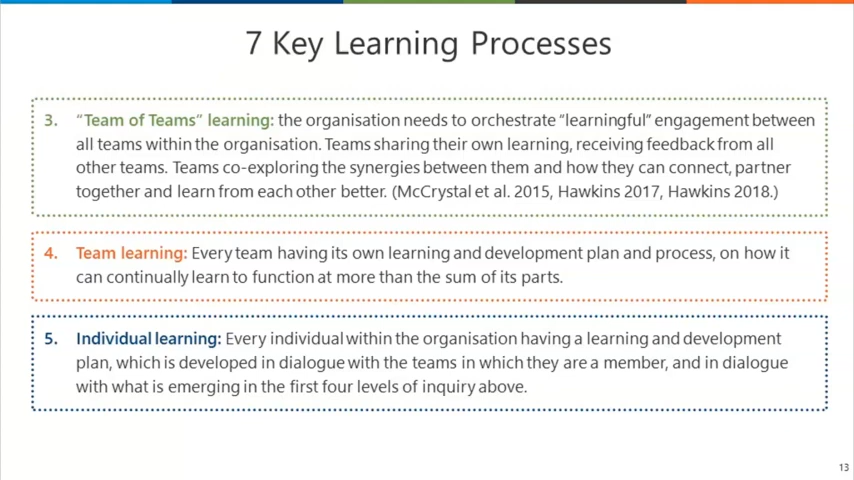 7 Key Learning Processes
3. “Team of Teams” learning: the organisation needs to orchestrate “learningful” engagement between
all teams within the organisation. Teams sharing their own learning, receiving feedback from all
other teams. Teams co-exploring the synergies between them and how they can connect, partner
together and learn from each other better. (McCrystal et al. 2015, Hawkins 2017, Hawkins 2018.)
4. Team learning: Every team having its own learning and development plan and process, on how it
can continually learn to function at more than the sum of its parts.
5. Individual learning: Every individual within the organisation having a learning and development
plan, which is developed in dialogue with the teams in which they are a member, and in dialogue
with what is emerging in the first four levels of inquiry above.
13